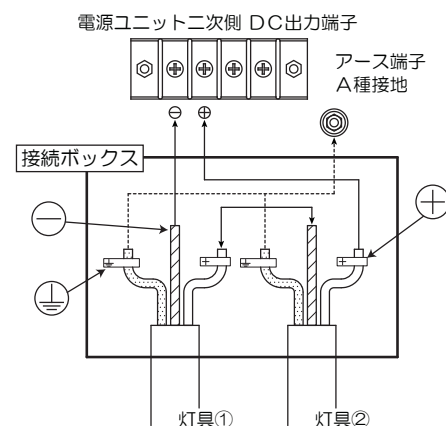 電源ユニット二次側 DC出力端子
アース端子
A種接地
⊖ ⊕
接続ボックス
灯具①
灯具②